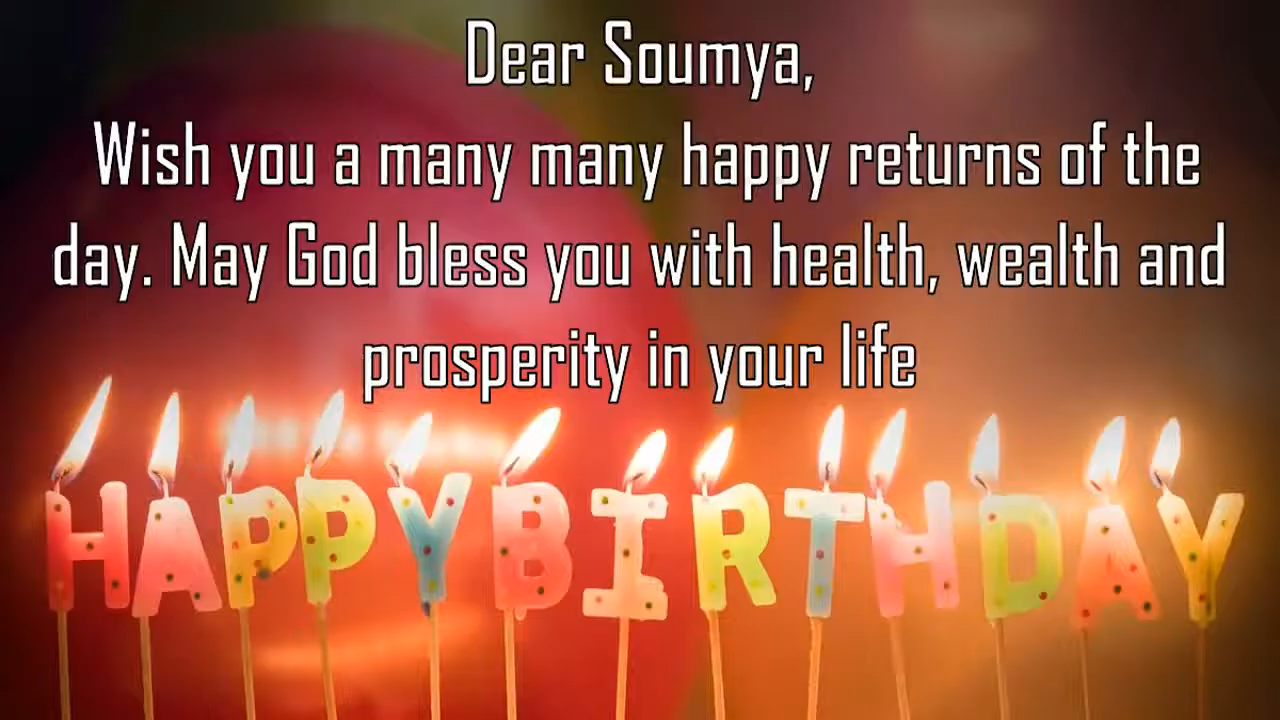 Dear Soumya,
Wish you a many many happy returns of the
day. May God bless you with health, wealth and
prosperity in your life
HAPPY BIRTHDAY